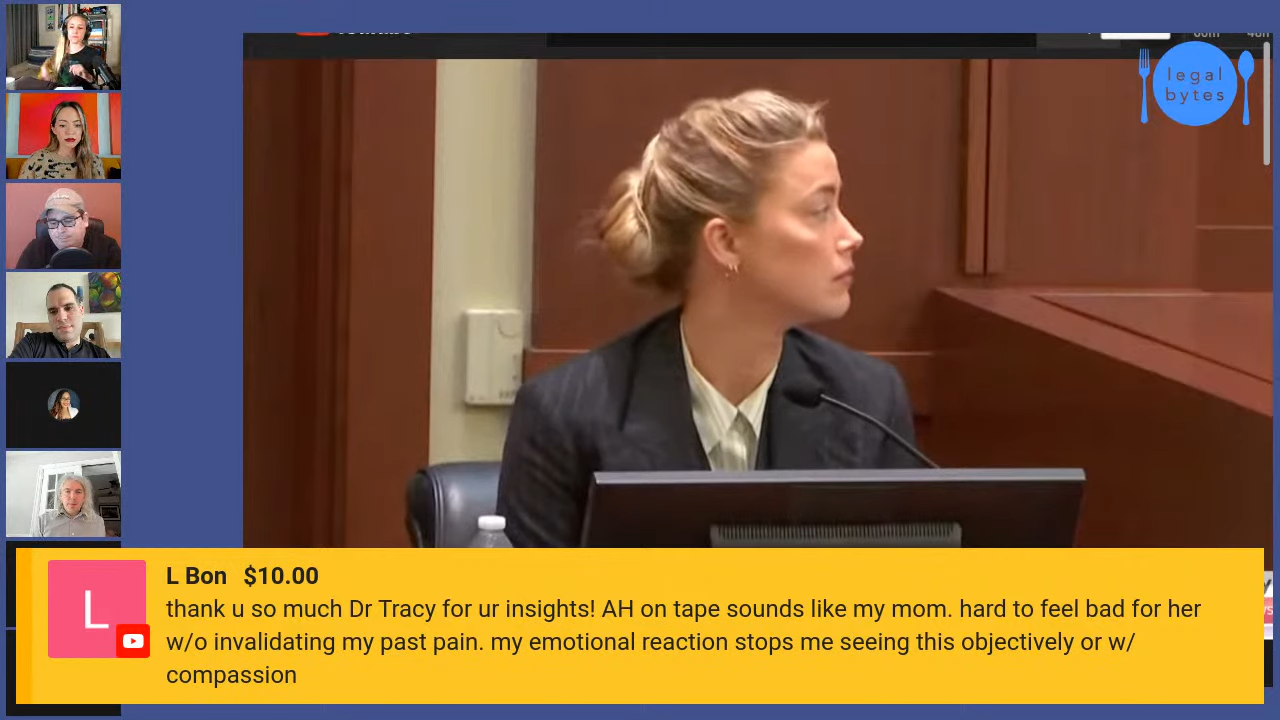 legal
bytes
L Bon $10.00
L
thank u so much Dr Tracy for ur insights! AH on tape sounds like my mom. hard to feel bad for her
w/o invalidating my past pain. my emotional reaction stops me seeing this objectively or w/
compassion